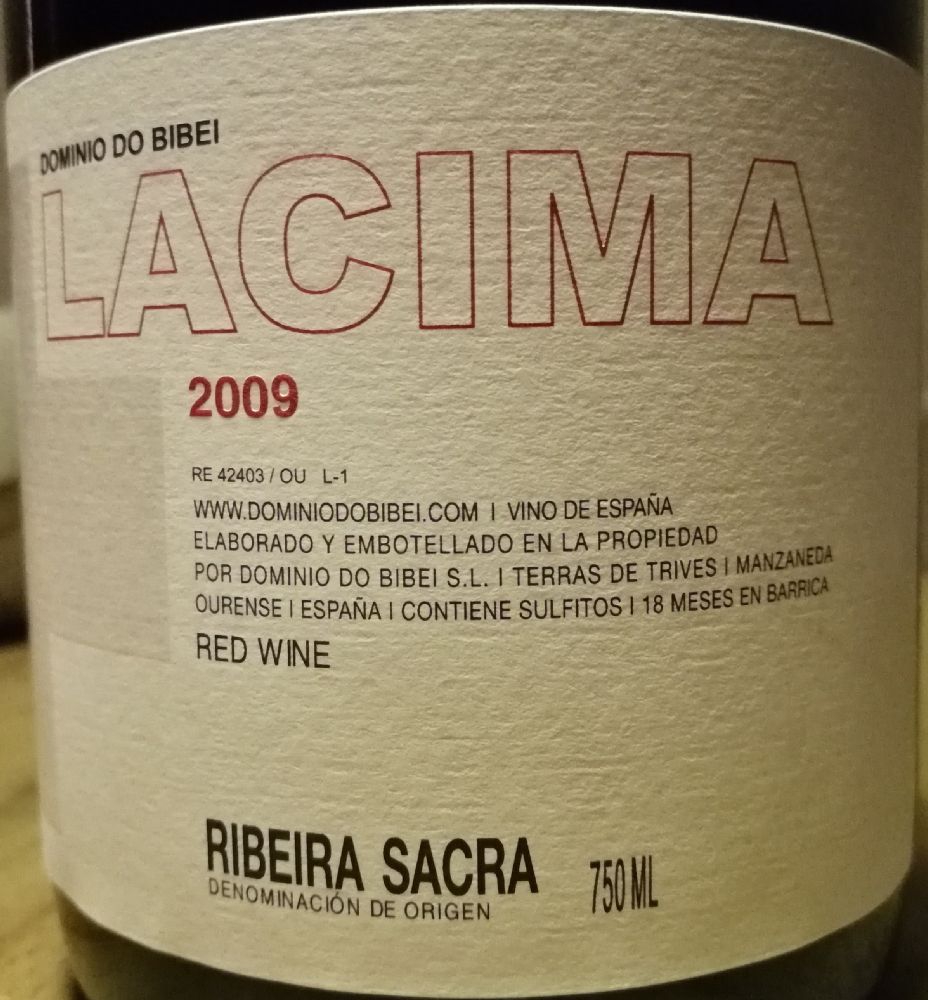 DOMINIO DO BIBEI
LACIMA
2009
RE 42403 / OU L-1
WWW.DOMINIODOBIBEI.COM | VINO DE ESPAÑA
ELABORADO Y EMBOTELLADO EN LA PROPIEDAD
POR DOMINIO DO BIBEI S.L. | TERRAS DE TRIVES | MANZANEDA
OURENSE | ESPAÑA | CONTIENE SULFITOS | 18 MESES EN BARRICA
RED WINE
RIBEIRA SACRA 750 ML
DENOMINACIÓN DE ORIGEN